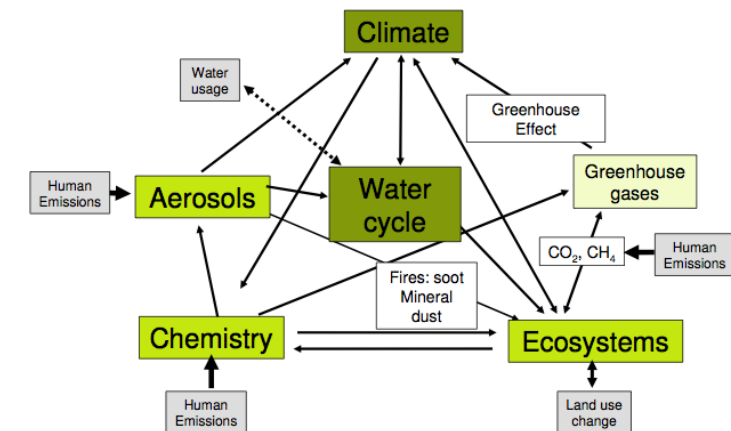 Climate
Water
usage
Greenhouse
Effect
Human
Emissions
Aerosols
Water
cycle
Greenhouse
gases
CO₂, CH₄
Human
Emissions
Fires: soot
Mineral
dust
Chemistry
Ecosystems
Human
Emissions
Land use
change